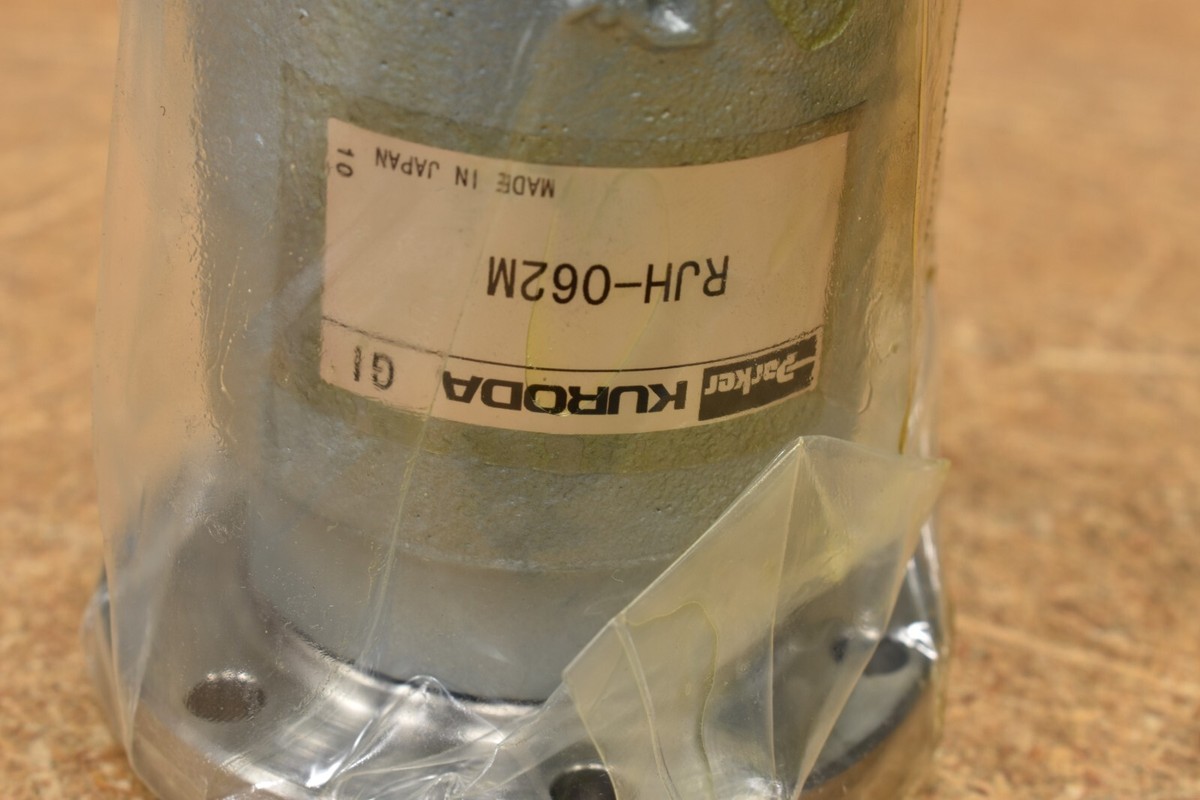 Parker KURODA GI
RJH-062M
MADE IN JAPAN 10